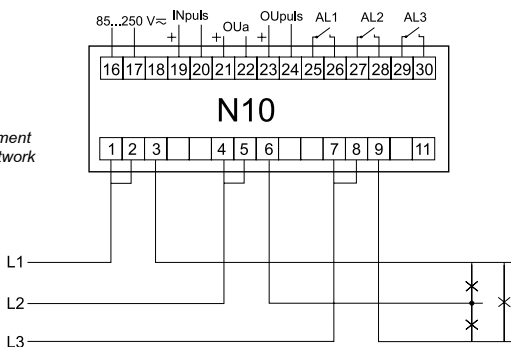 85...250 V≂ INpuls OUa OUpuls AL1 AL2 AL3
+ + +
16 17 18 19 20 21 22 23 24 25 26 27 28 29 30
N10
ment
twork
1 2 3 4 5 6 7 8 9 11
L1
L2
L3